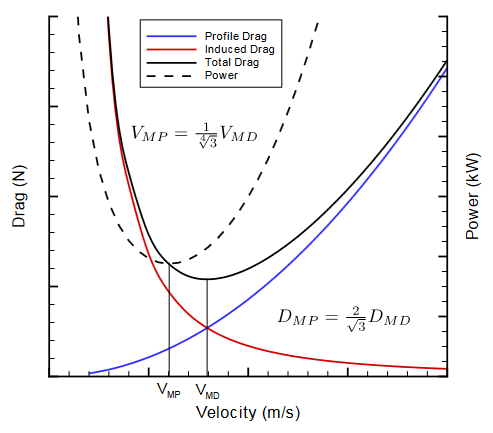 Profile Drag
Induced Drag
Total Drag
Power
V_{MP} = \frac{1}{\sqrt[4]{3}} V_{MD}
Drag (N)
Power (kW)
D_{MP} = \frac{2}{\sqrt{3}} D_{MD}
V_{MP} V_{MD}
Velocity (m/s)